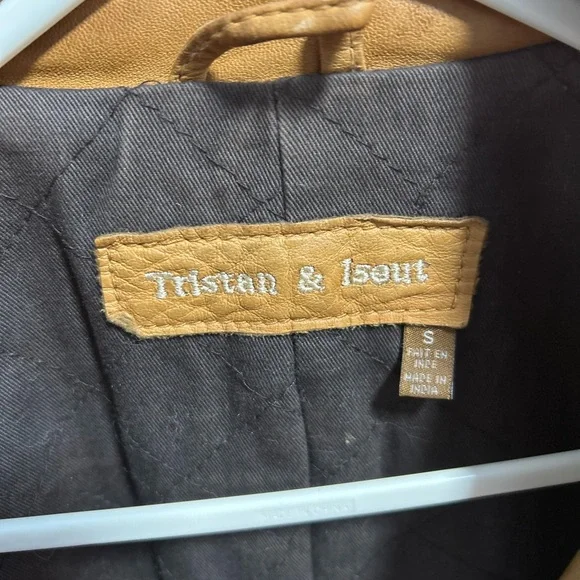 Tristan & Iseut
S
FAIT EN
INDE
MADE IN
INDIA